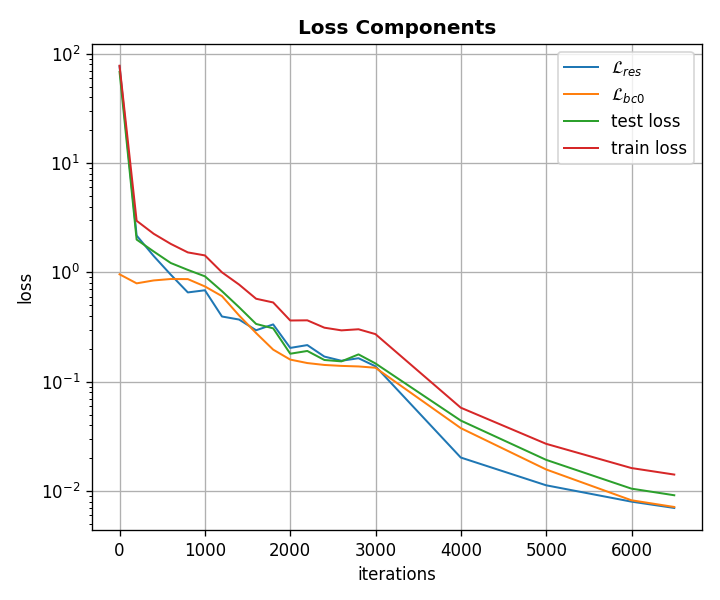 Loss Components
10²
10¹
10⁰
10⁻¹
10⁻²
loss
ℒ_res
ℒ_bc0
test loss
train loss
0 1000 2000 3000 4000 5000 6000
iterations